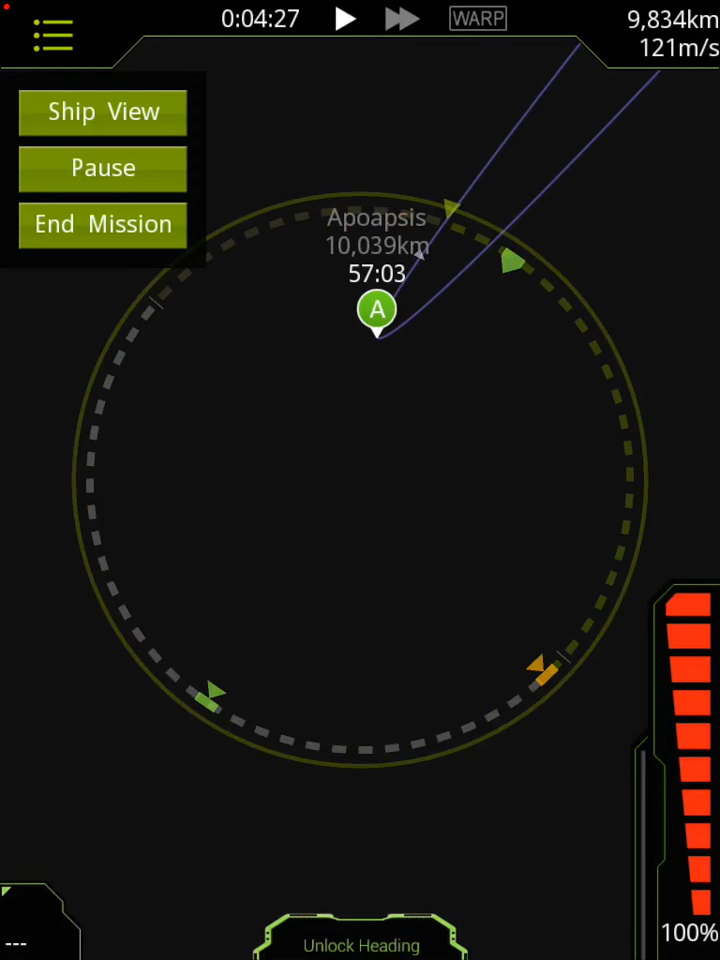 0:04:27
WARP
9,834km
121m/s
Ship View
Pause
End Mission
Apoapsis
10,039km
57:03
A
100%
---
Unlock Heading